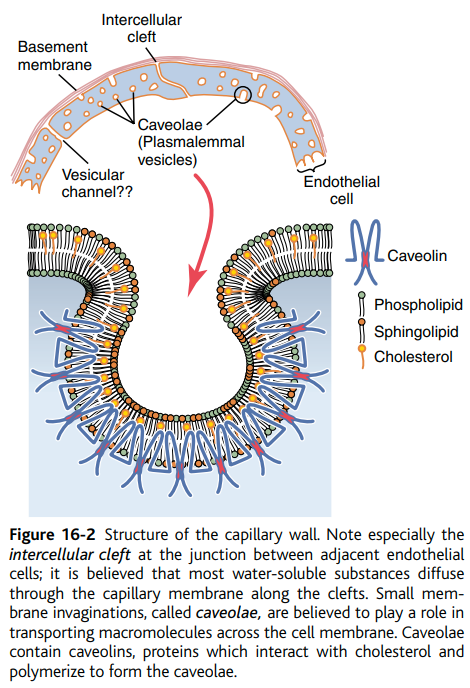 Intercellular
cleft
Basement
membrane
Caveolae
(Plasmalemmal
vesicles)
Vesicular
channel??
Endothelial
cell
Caveolin
Phospholipid
Sphingolipid
Cholesterol
Figure 16-2 Structure of the capillary wall. Note especially the
intercellular cleft at the junction between adjacent endothelial
cells; it is believed that most water-soluble substances diffuse
through the capillary membrane along the clefts. Small mem-
brane invaginations, called caveolae, are believed to play a role in
transporting macromolecules across the cell membrane. Caveolae
contain caveolins, proteins which interact with cholesterol and
polymerize to form the caveolae.